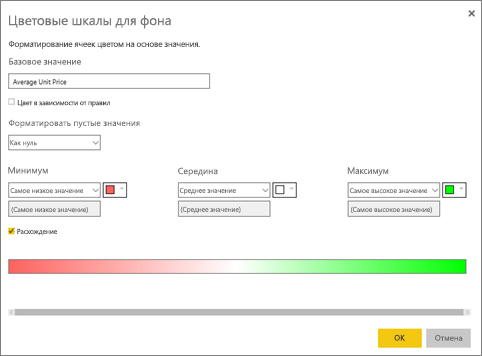 Цветовые шкалы для фона
Форматирование ячеек цветом на основе значения.
Базовое значение
Average Unit Price
Цвет в зависимости от правил
Форматировать пустые значения
Как нуль
Минимум Середина Максимум
Самое низкое значение Среднее значение Самое высокое значение
(Самое низкое значение) (Среднее значение) (Самое высокое значение)
Расхождение
ОК Отмена